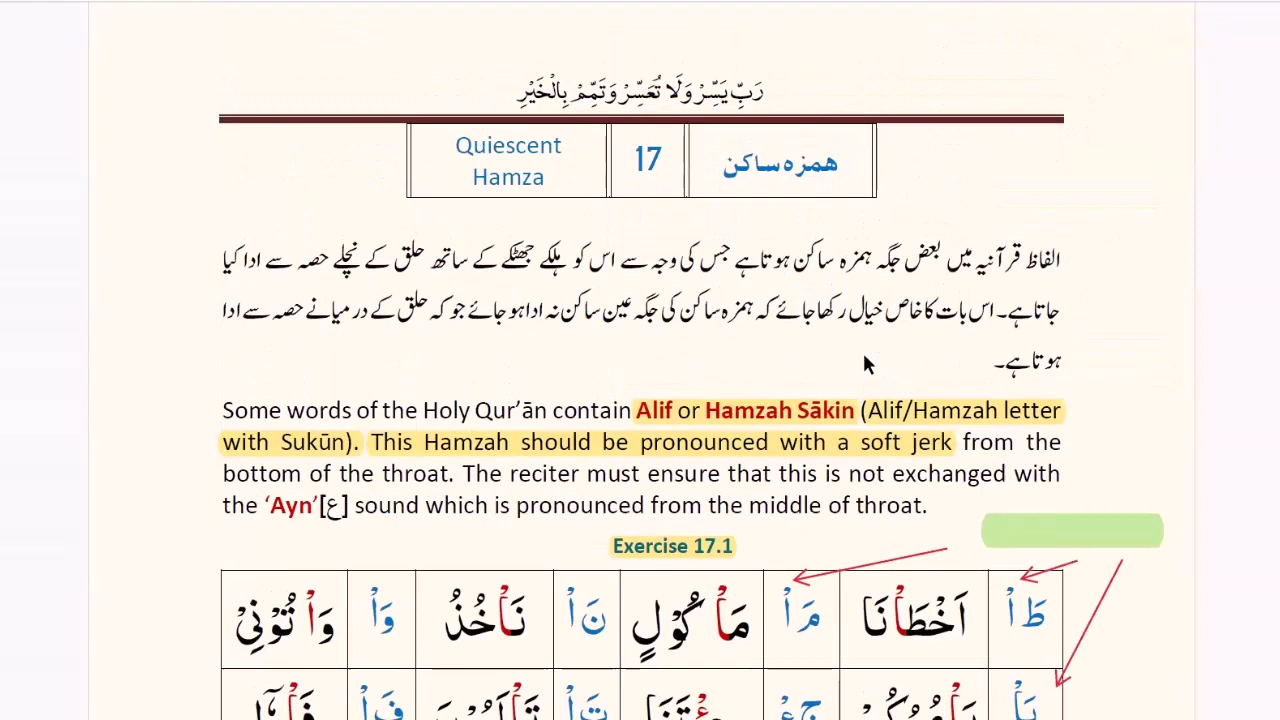 رَبِّ يَسِّرْ وَلَا تُعَسِّرْ وَتَمِّمْ بِالْخَيْرِ
Quiescent
Hamza
17
ھمزہ ساکن
الفاظ قرآنیہ میں بعض جگہ ہمزہ ساکن ہوتا ہے جس کی وجہ سے اس کو ہلکے جھٹکے کے ساتھ حلق کے نچلے حصہ سے ادا کیا
جاتا ہے۔ اس بات کا خاص خیال رکھا جائے کہ ہمزہ ساکن کی جگہ عین ساکن نہ ادا ہو جائے جو کہ حلق کے درمیانے حصہ سے ادا
ہوتا ہے۔
Some words of the Holy Qur’ān contain Alif or Hamzah Sākin (Alif/Hamzah letter
with Sukūn). This Hamzah should be pronounced with a soft jerk from the
bottom of the throat. The reciter must ensure that this is not exchanged with
the ‘Ayn’[ع] sound which is pronounced from the middle of throat.
Exercise 17.1
طَ اْ اَخْطَاْنَا مَ اْ مَاْكُوْلٍ نَ اْ نَاْخُذُ وَاْ وَاْتُوْنِيْ
يَاْ جِ ئْ تَ اْ فَ اْ